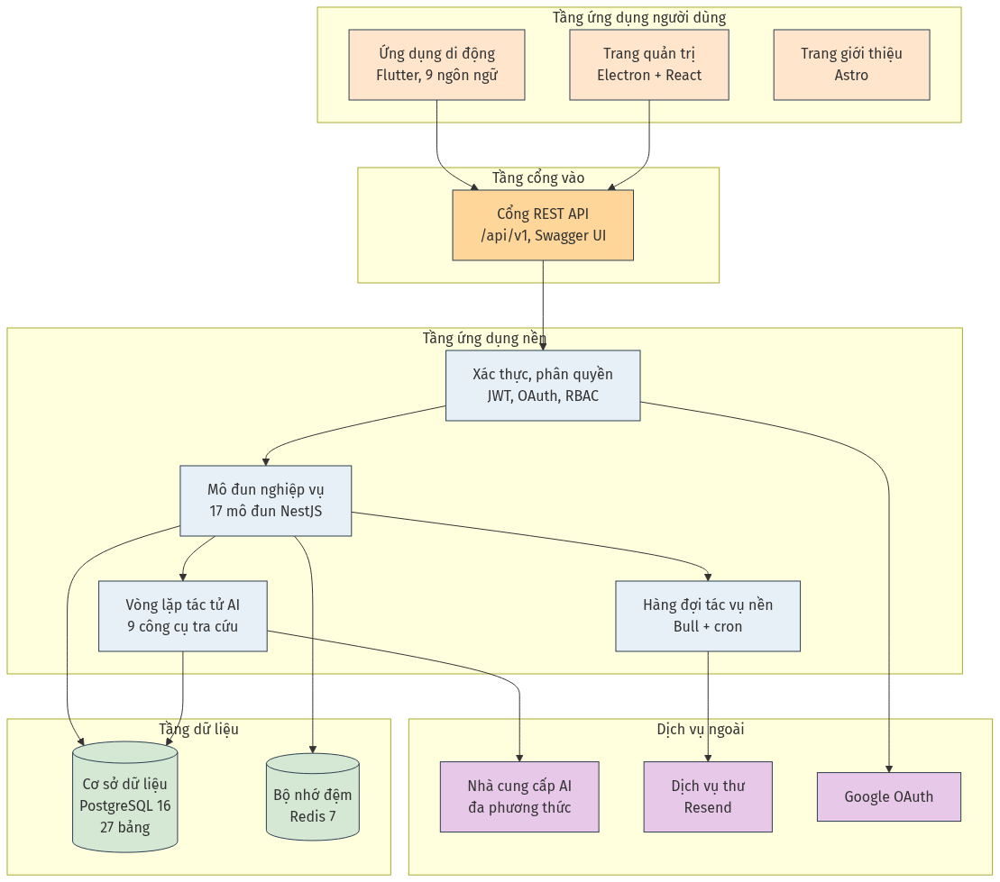 Tầng ứng dụng người dùng
Ứng dụng di động
Flutter, 9 ngôn ngữ
Trang quản trị
Electron + React
Trang giới thiệu
Astro
Tầng cổng vào
Cổng REST API
/api/v1, Swagger UI
Tầng ứng dụng nền
Xác thực, phân quyền
JWT, OAuth, RBAC
Mô đun nghiệp vụ
17 mô đun NestJS
Vòng lặp tác tử AI
9 công cụ tra cứu
Hàng đợi tác vụ nền
Bull + cron
Tầng dữ liệu
Cơ sở dữ liệu
PostgreSQL 16
27 bảng
Bộ nhớ đệm
Redis 7
Dịch vụ ngoài
Nhà cung cấp AI
đa phương thức
Dịch vụ thư
Resend
Google OAuth